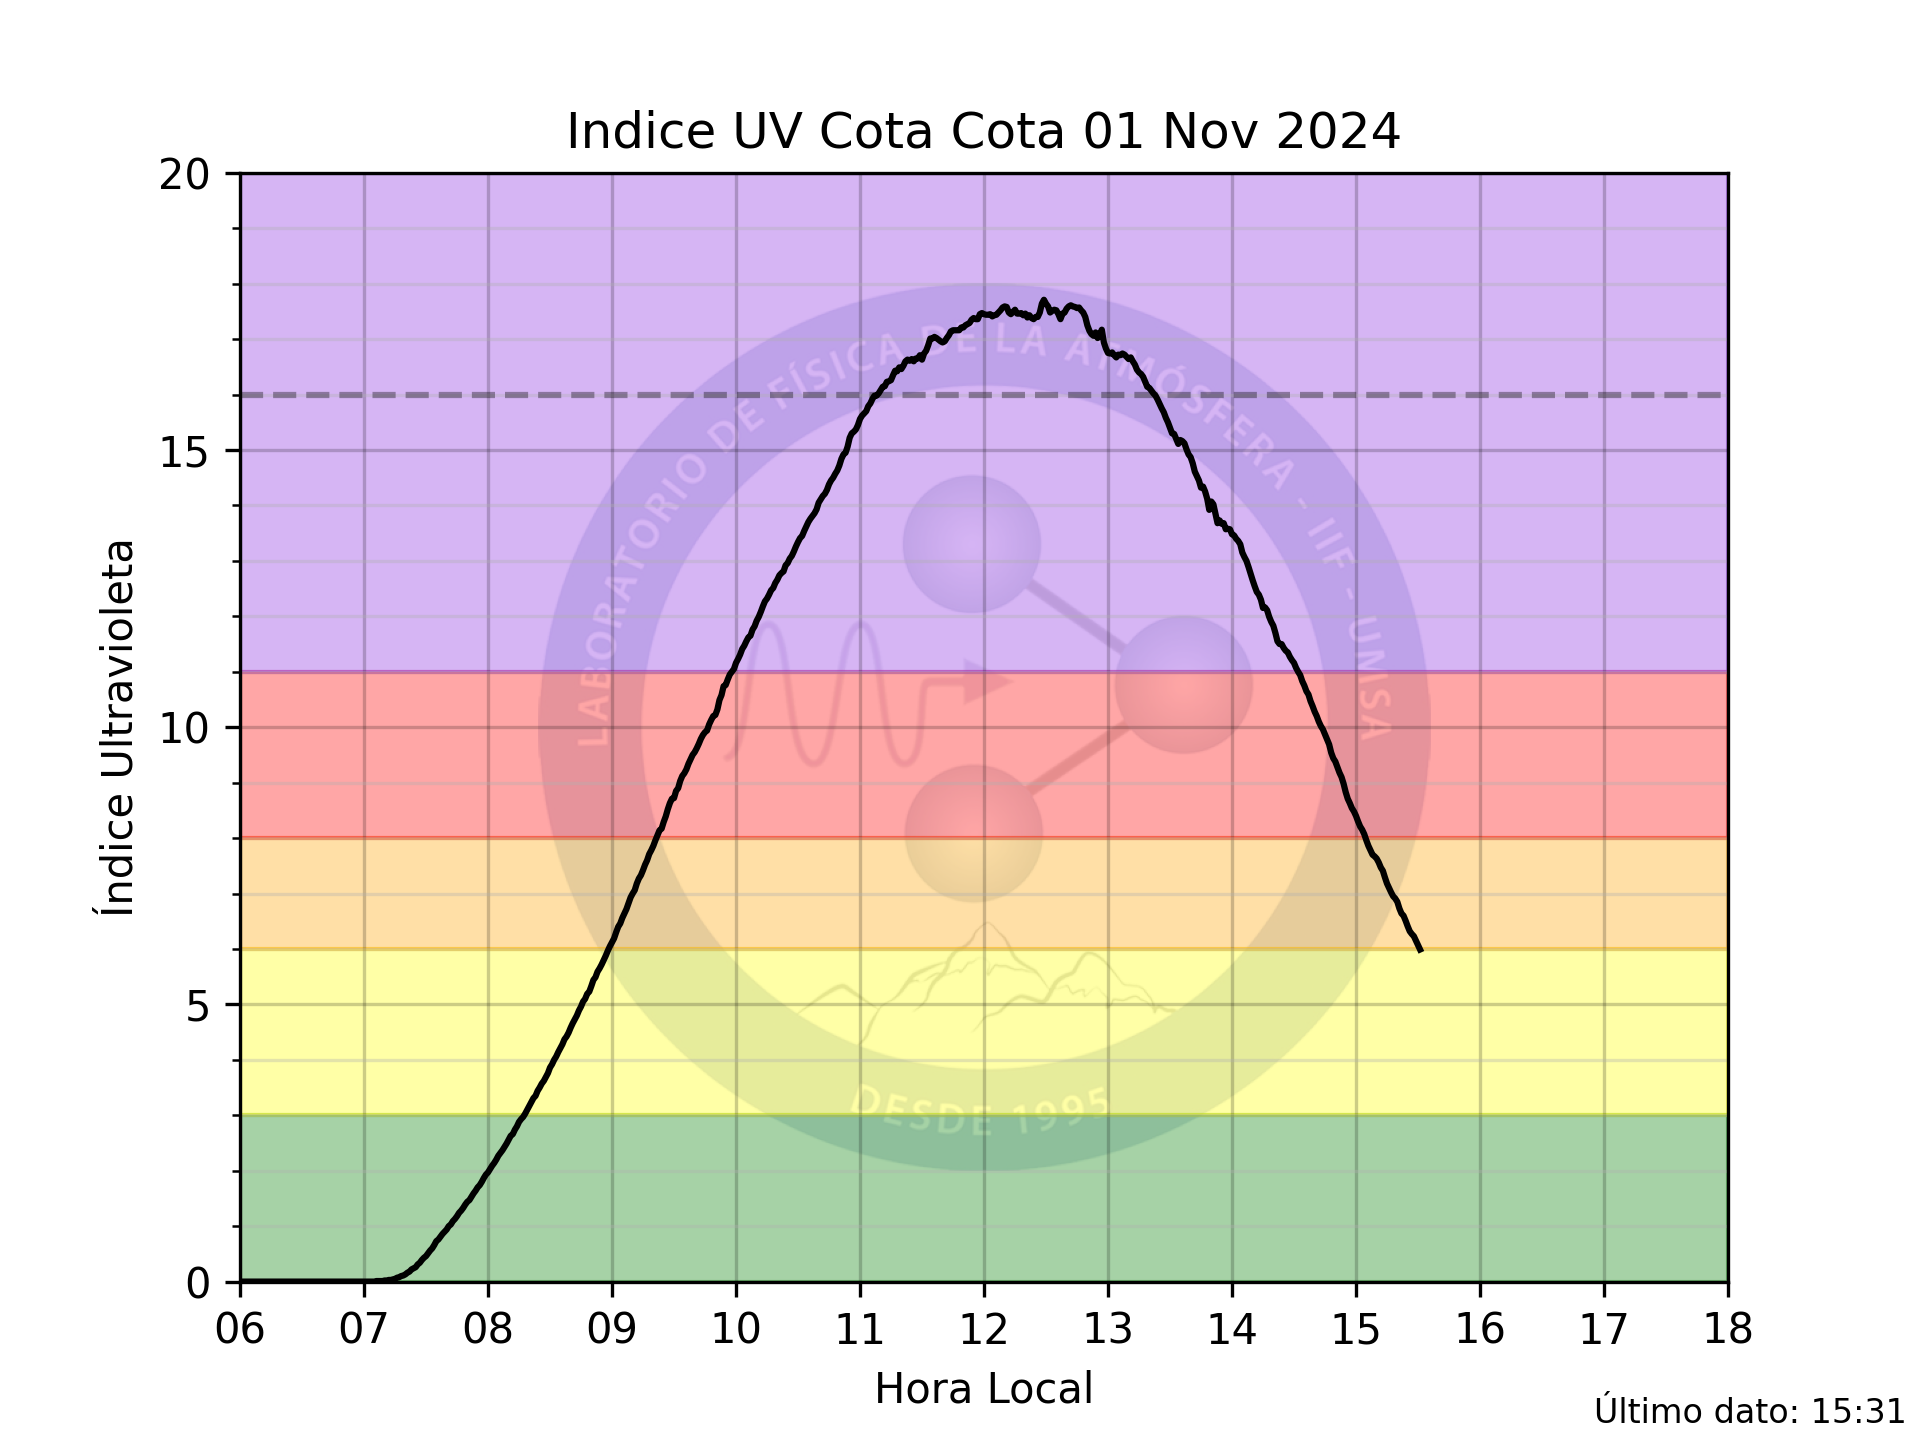 Indice UV Cota Cota 01 Nov 2024
20
15
10
5
0
Índice Ultravioleta
LABORATORIO DE FÍSICA DE LA ATMÓSFERA - IIF - UMSA
DESDE 1995
06 07 08 09 10 11 12 13 14 15 16 17 18
Hora Local
Último dato: 15:31